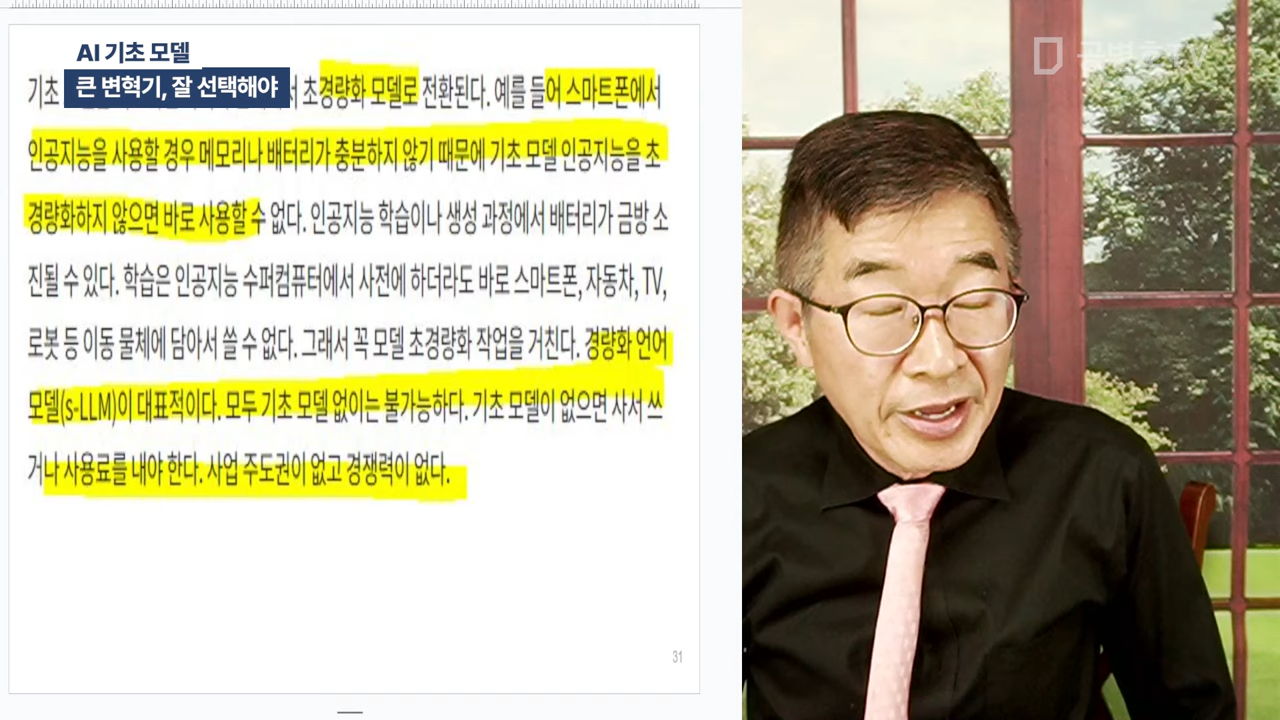 AI 기초 모델
큰 변혁기, 잘 선택해야
공병호TV
기초 서 초경량화 모델로 전환된다. 예를 들어 스마트폰에서
인공지능을 사용할 경우 메모리나 배터리가 충분하지 않기 때문에 기초 모델 인공지능을 초
경량화하지 않으면 바로 사용할 수 없다. 인공지능 학습이나 생성 과정에서 배터리가 금방 소
진될 수 있다. 학습은 인공지능 수퍼컴퓨터에서 사전에 하더라도 바로 스마트폰, 자동차, TV,
로봇 등 이동 물체에 담아서 쓸 수 없다. 그래서 꼭 모델 초경량화 작업을 거친다. 경량화 언어
모델(s-LLM)이 대표적이다. 모두 기초 모델 없이는 불가능하다. 기초 모델이 없으면 사서 쓰
거나 사용료를 내야 한다. 사업 주도권이 없고 경쟁력이 없다.
31